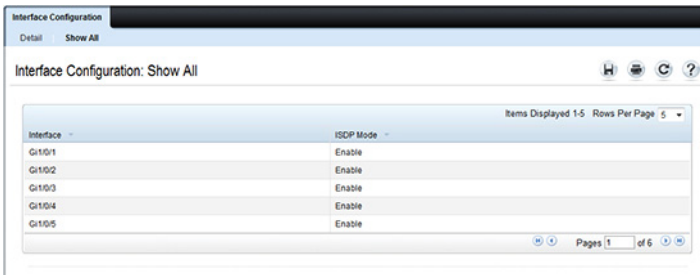 Interface Configuration
Detail Show All
Interface Configuration: Show All
Items Displayed 1-5 Rows Per Page 5
Interface ISDP Mode
Gi1/0/1 Enable
Gi1/0/2 Enable
Gi1/0/3 Enable
Gi1/0/4 Enable
Gi1/0/5 Enable
Pages 1 of 6